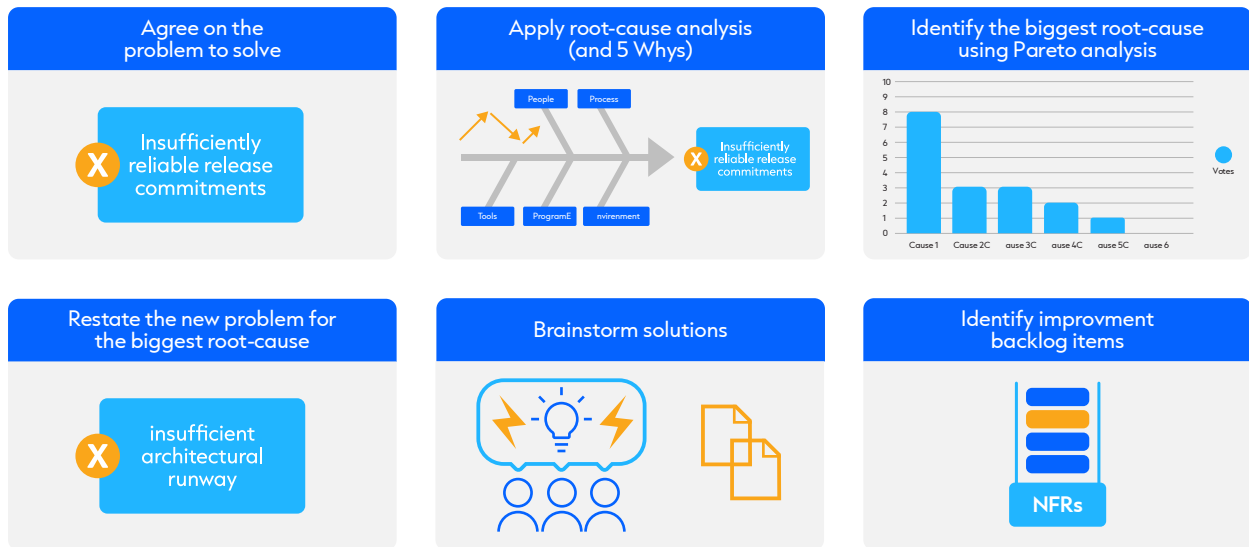 Agree on the
problem to solve
X
Insufficiently
reliable release
commitments
Apply root-cause analysis
(and 5 Whys)
People
Process
X
Insufficiently
reliable release
commitments
Tools
ProgramE
nvirenment
Identify the biggest root-cause
using Pareto analysis
10
9
8
7
6
5
4
3
2
1
0
Cause 1
Cause 2C
ause 3C
ause 4C
ause 5C
ause 6
Votes
Restate the new problem for
the biggest root-cause
X
insufficient
architectural
runway
Brainstorm solutions
Identify improvment
backlog items
NFRs